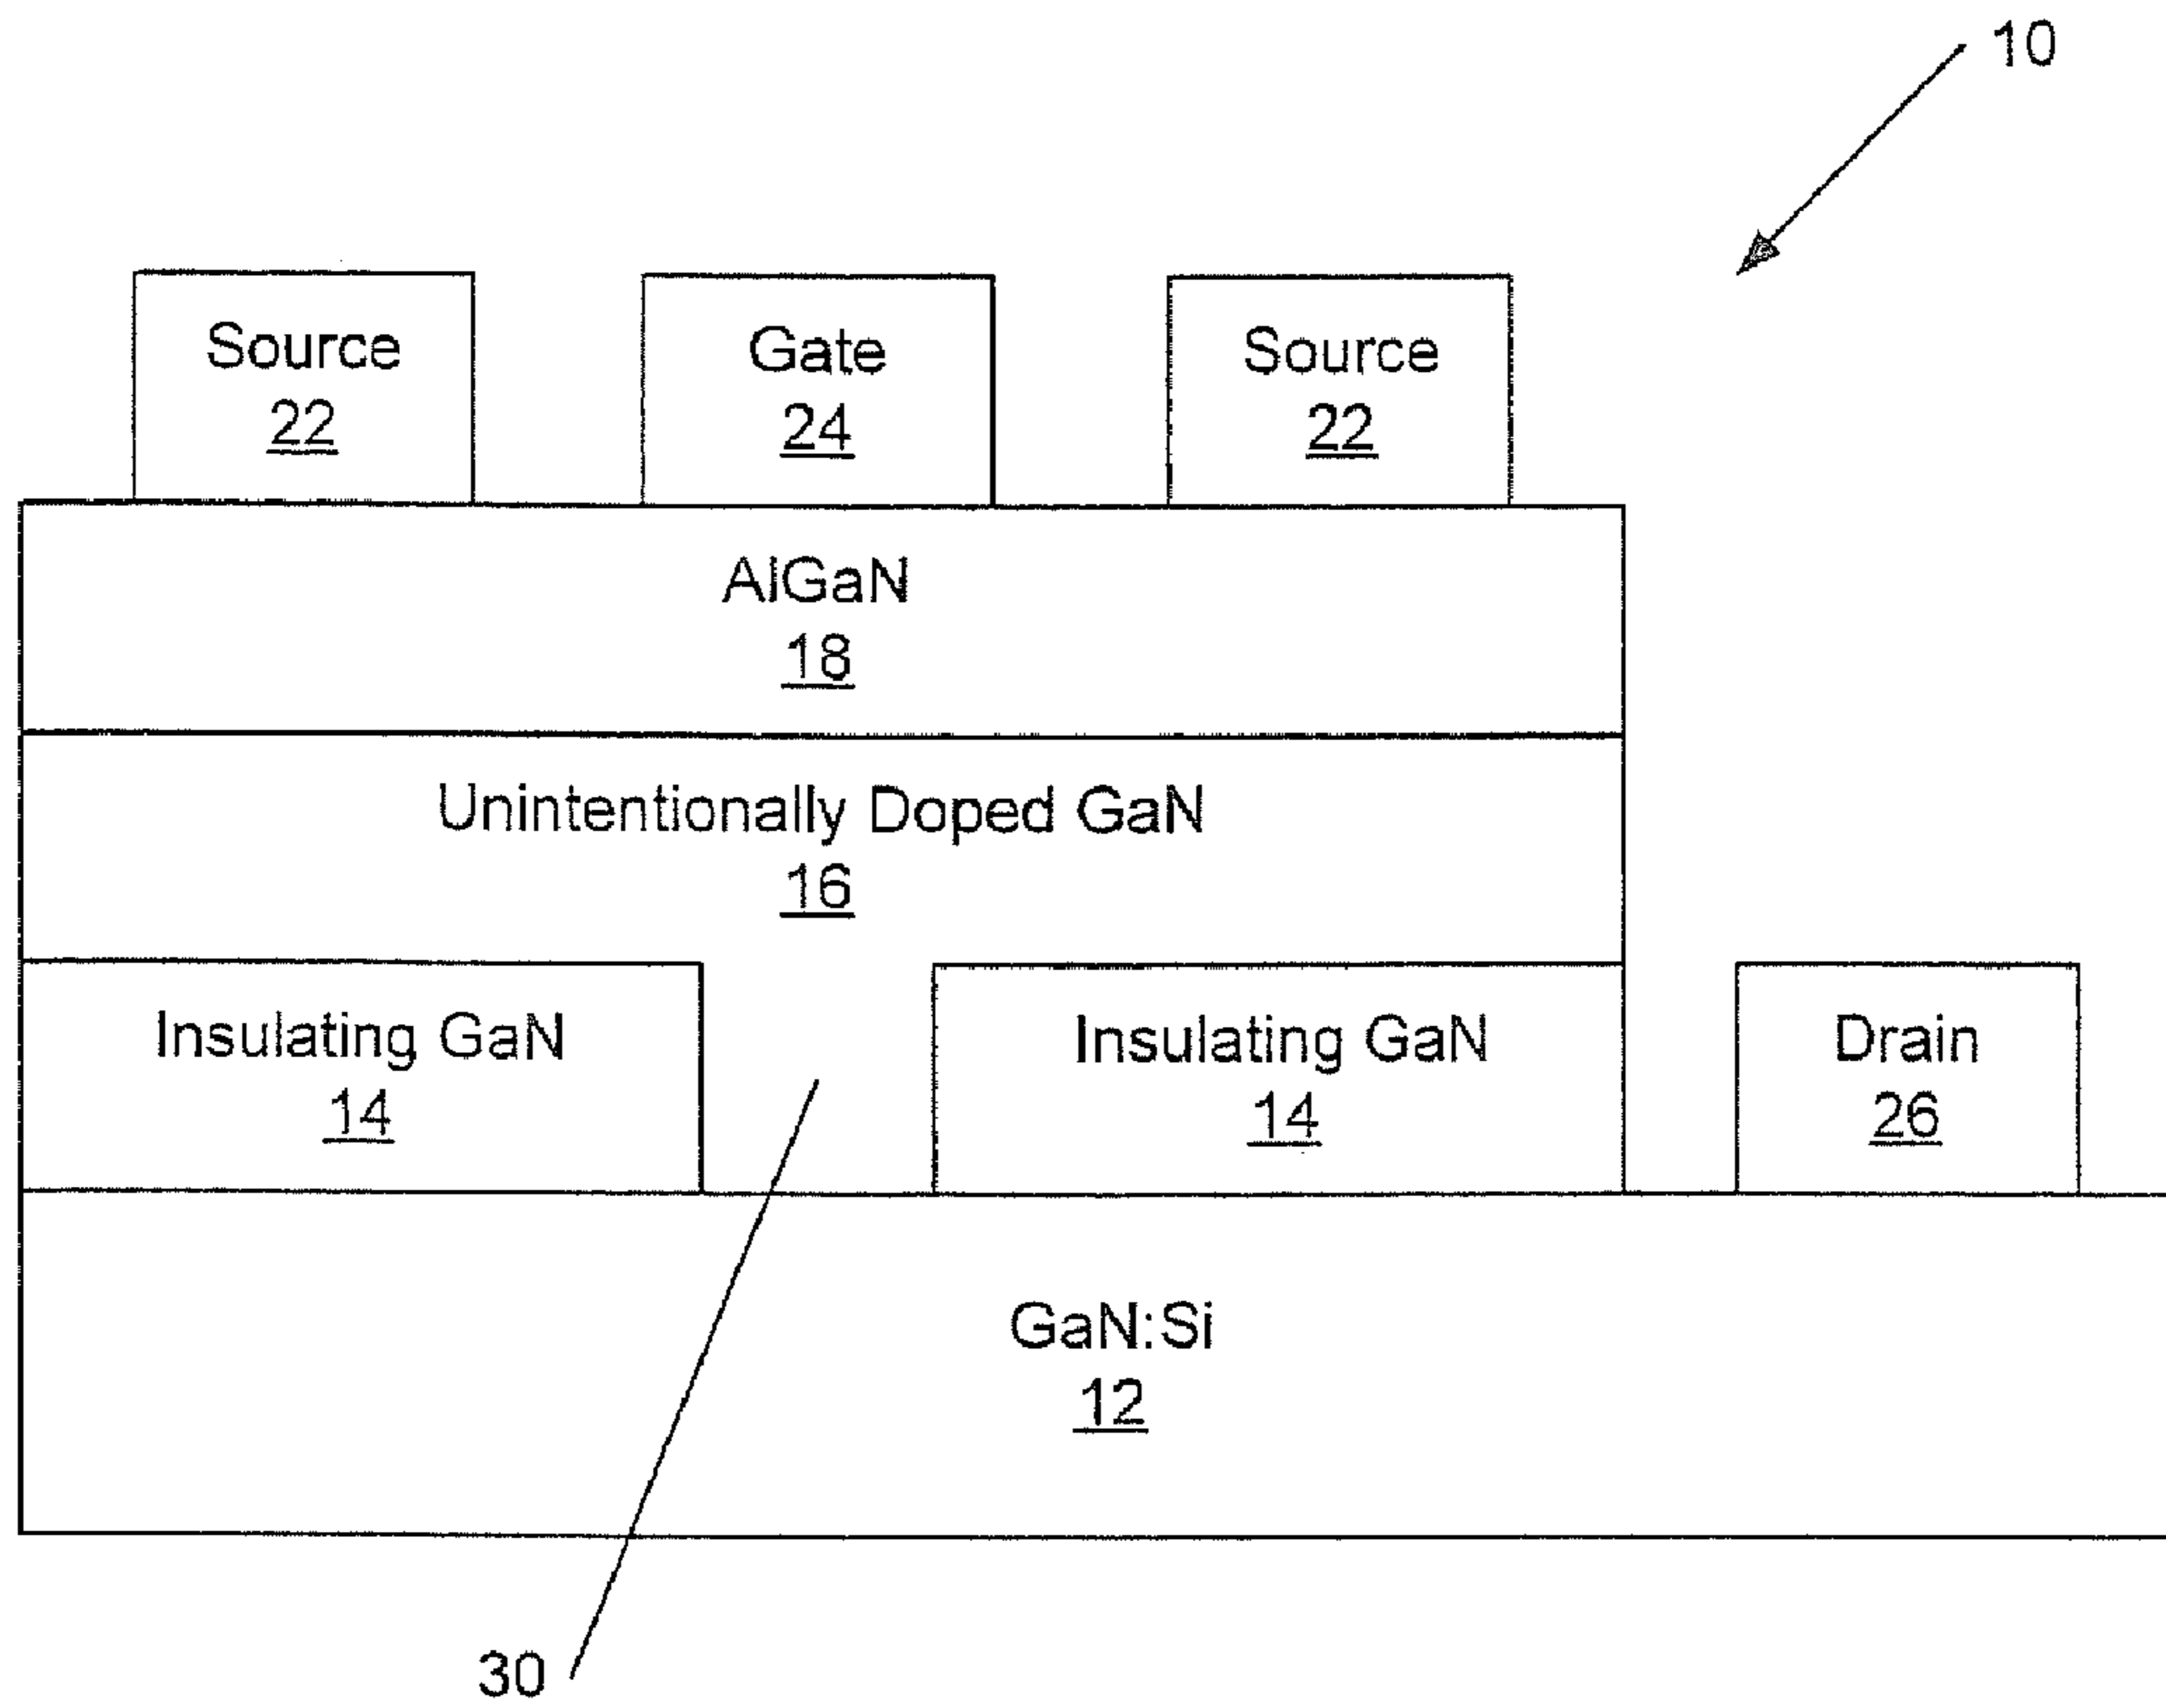 10
Source
22
Gate
24
Source
22
AlGaN
18
Unintentionally Doped GaN
16
Insulating GaN
14
Insulating GaN
14
Drain
26
GaN:Si
12
30